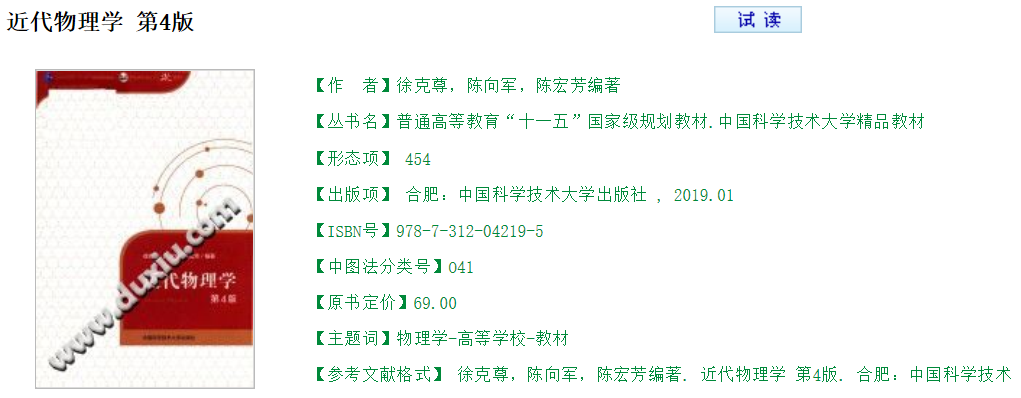 近代物理学 第4版
试 读
【作　者】徐克尊，陈向军，陈宏芳编著
【丛书名】普通高等教育“十一五”国家级规划教材.中国科学技术大学精品教材
【形态项】 454
【出版项】 合肥：中国科学技术大学出版社 , 2019.01
【ISBN号】978-7-312-04219-5
【中图法分类号】O41
【原书定价】69.00
【主题词】物理学-高等学校-教材
【参考文献格式】 徐克尊，陈向军，陈宏芳编著. 近代物理学 第4版. 合肥：中国科学技术
近代物理学
第4版
www.duxiu.com